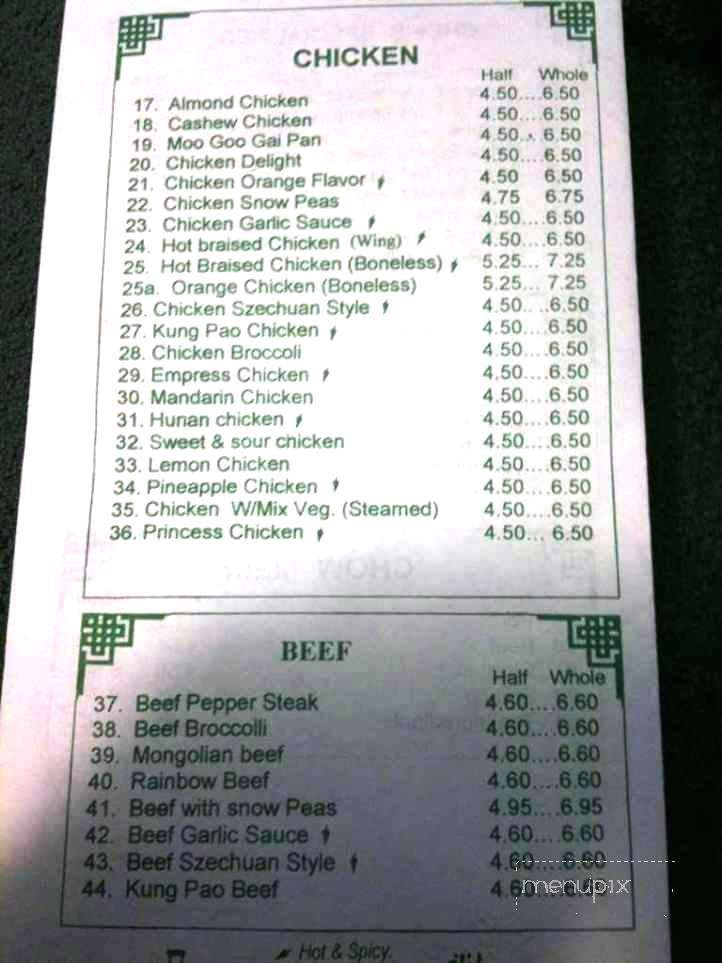 CHICKEN
Half Whole
17. Almond Chicken 4.50....6.50
18. Cashew Chicken 4.50....6.50
19. Moo Goo Gai Pan 4.50... 6.50
20. Chicken Delight 4.50....6.50
21. Chicken Orange Flavor 4.50 6.50
22. Chicken Snow Peas 4.75 6.75
23. Chicken Garlic Sauce 4.50....6.50
24. Hot braised Chicken (Wing) 4.50....6.50
25. Hot Braised Chicken (Boneless) 5.25... 7.25
25a. Orange Chicken (Boneless) 5.25... 7.25
26. Chicken Szechuan Style 4.50....6.50
27. Kung Pao Chicken 4.50....6.50
28. Chicken Broccoli 4.50....6.50
29. Empress Chicken 4.50....6.50
30. Mandarin Chicken 4.50....6.50
31. Hunan chicken 4.50....6.50
32. Sweet & sour chicken 4.50....6.50
33. Lemon Chicken 4.50....6.50
34. Pineapple Chicken 4.50....6.50
35. Chicken W/Mix Veg. (Steamed) 4.50....6.50
36. Princess Chicken 4.50... 6.50
BEEF
Half Whole
37. Beef Pepper Steak 4.60....6.60
38. Beef Broccolli 4.60....6.60
39. Mongolian beef 4.60....6.60
40. Rainbow Beef 4.60....6.60
41. Beef with snow Peas 4.95....6.95
42. Beef Garlic Sauce 4.60....6.60
43. Beef Szechuan Style 4.60....6.60
44. Kung Pao Beef
menupix
Hot & Spicy.